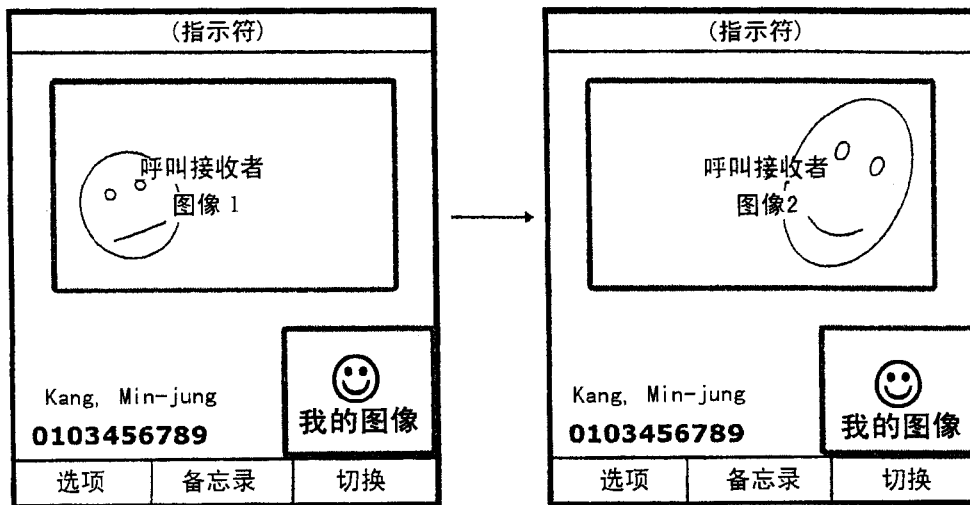 (指示符)
呼叫接收者
图像 1
Kang, Min-jung
0103456789
我的图像
选项 备忘录 切换
(指示符)
呼叫接收者
图像2
Kang, Min-jung
0103456789
我的图像
选项 备忘录 切换